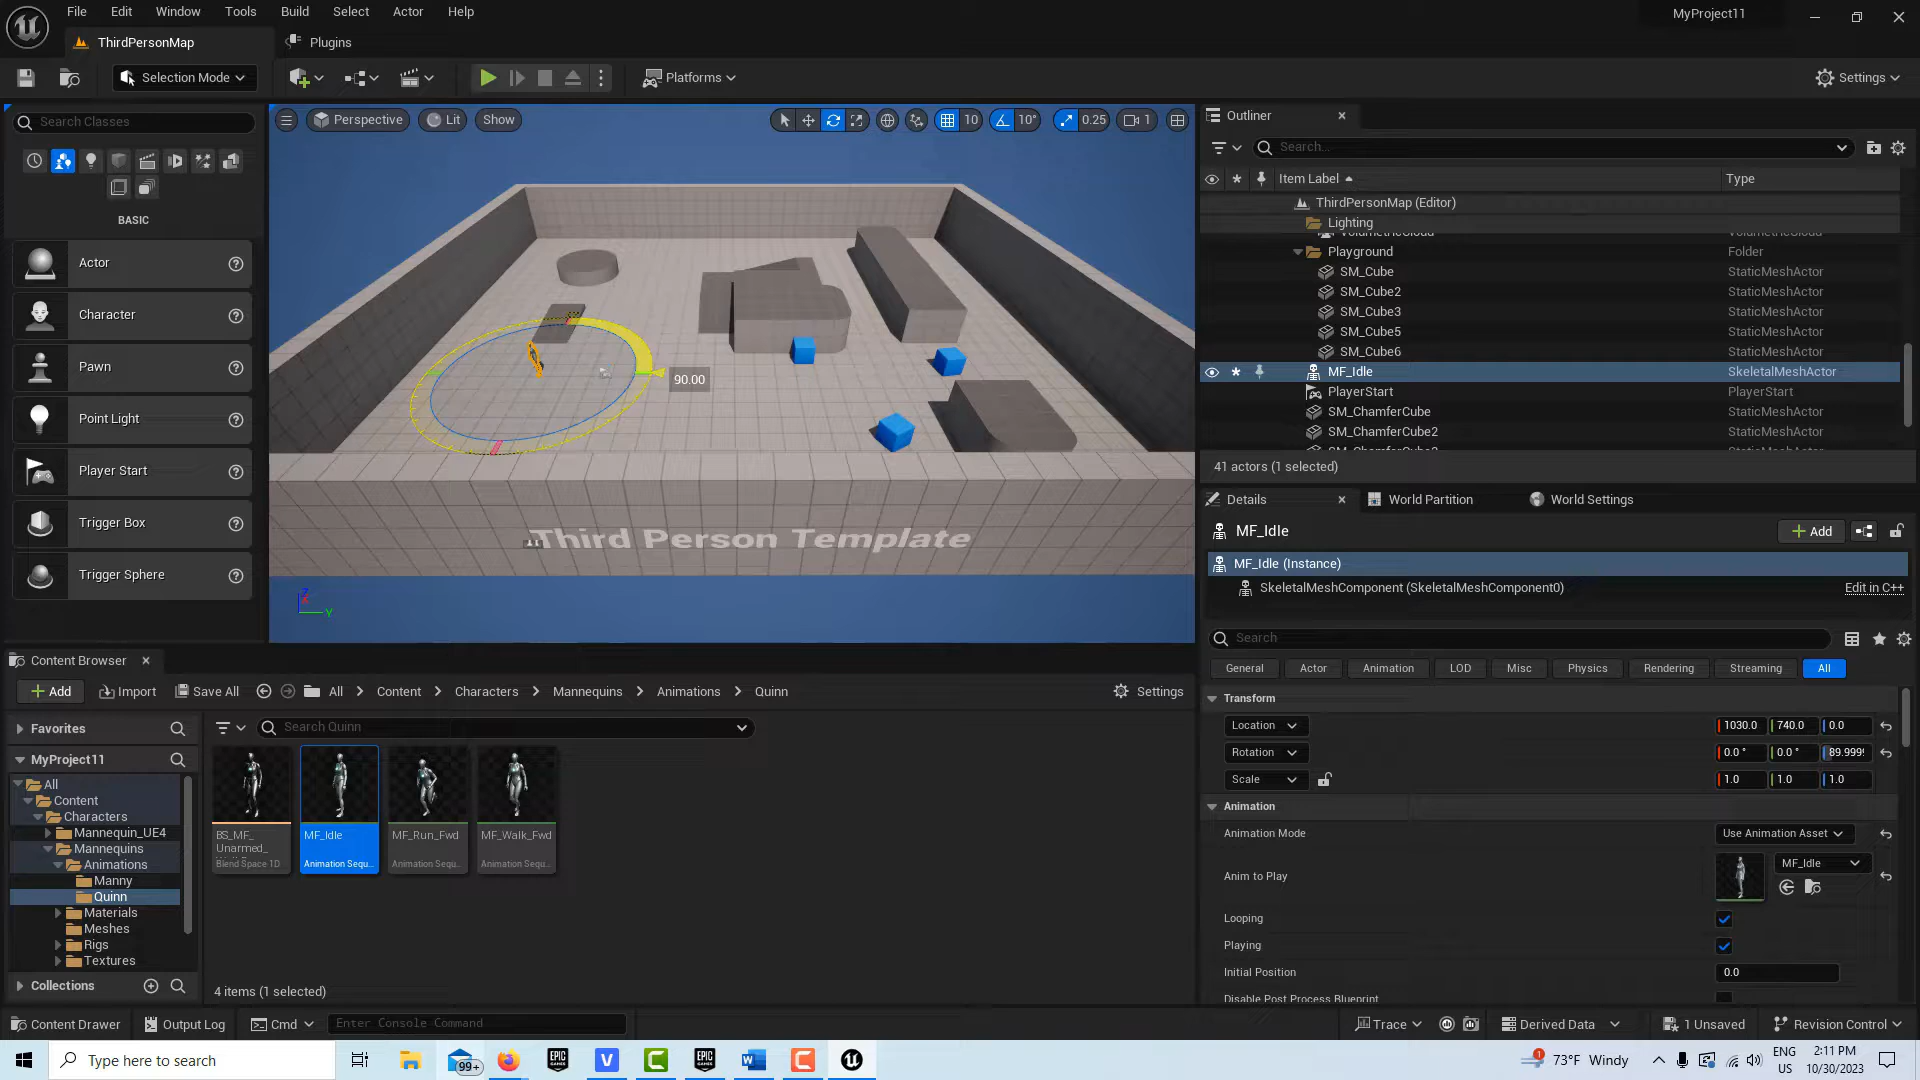 File Edit Window Tools Build Select Actor Help MyProject11
ThirdPersonMap Plugins
Selection Mode Platforms Settings
Search Classes
BASIC
Actor
Character
Pawn
Point Light
Player Start
Trigger Box
Trigger Sphere
Perspective Lit Show 10 10° 0.25 1
90.00
Third Person Template
Z
Y
Outliner
Search...
Item Label Type
ThirdPersonMap (Editor)
Lighting
Playground Folder
SM_Cube StaticMeshActor
SM_Cube2 StaticMeshActor
SM_Cube3 StaticMeshActor
SM_Cube5 StaticMeshActor
SM_Cube6 StaticMeshActor
MF_Idle SkeletalMeshActor
PlayerStart PlayerStart
SM_ChamferCube StaticMeshActor
SM_ChamferCube2 StaticMeshActor
41 actors (1 selected)
Details World Partition World Settings
MF_Idle Add
MF_Idle (Instance)
SkeletalMeshComponent (SkeletalMeshComponent0) Edit in C++
Search
General Actor Animation LOD Misc Physics Rendering Streaming All
Transform
Location 1030.0 740.0 0.0
Rotation 0.0 ° 0.0 ° 89.999
Scale 1.0 1.0 1.0
Animation
Animation Mode Use Animation Asset
Anim to Play MF_Idle
Looping
Playing
Initial Position 0.0
Disable Post Process Blueprint
Content Browser
Add Import Save All All Content Characters Mannequins Animations Quinn Settings
Favorites
Search Quinn
MyProject11
All
Content
Characters
Mannequin_UE4
Mannequins
Animations
Manny
Quinn
Materials
Meshes
Rigs
Textures
Collections
BS_MF_
Unarmed_
Blend Space 1D
MF_Idle
Animation Sequ...
MF_Run_Fwd
Animation Sequ...
MF_Walk_Fwd
Animation Sequ...
4 items (1 selected)
Content Drawer Output Log Cmd Enter Console Command Trace Derived Data 1 Unsaved Revision Control
Type here to search 99+ EPIC GAMES V C EPIC GAMES W C 1 73°F Windy ENG US 2:11 PM 10/30/2023